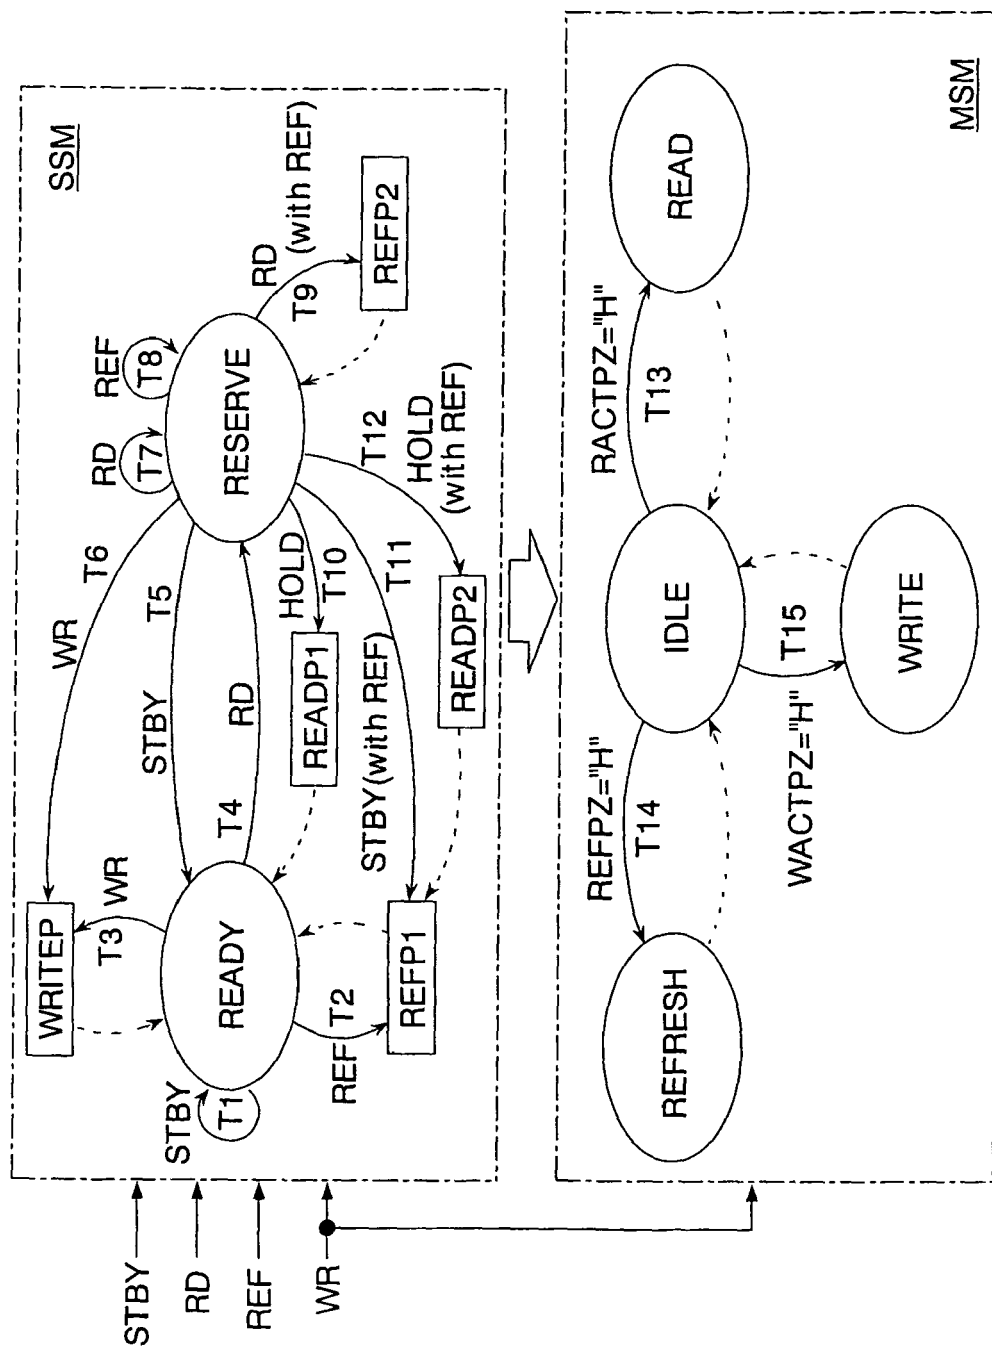 SSM
STBY
RD
REF
WR
WRITEP
T3
WR
READY
STBY
T1
REF
T2
REFP1
WR
T6
STBY
T5
T4
RD
HOLD
T10
READP1
STBY(with REF)
T11
READP2
T12
HOLD
(with REF)
RD
T7
REF
T8
RESERVE
RD
(with REF)
T9
REFP2
MSM
REFRESH
REFPZ="H"
T14
IDLE
RACTPZ="H"
T13
READ
WACTPZ="H"
T15
WRITE